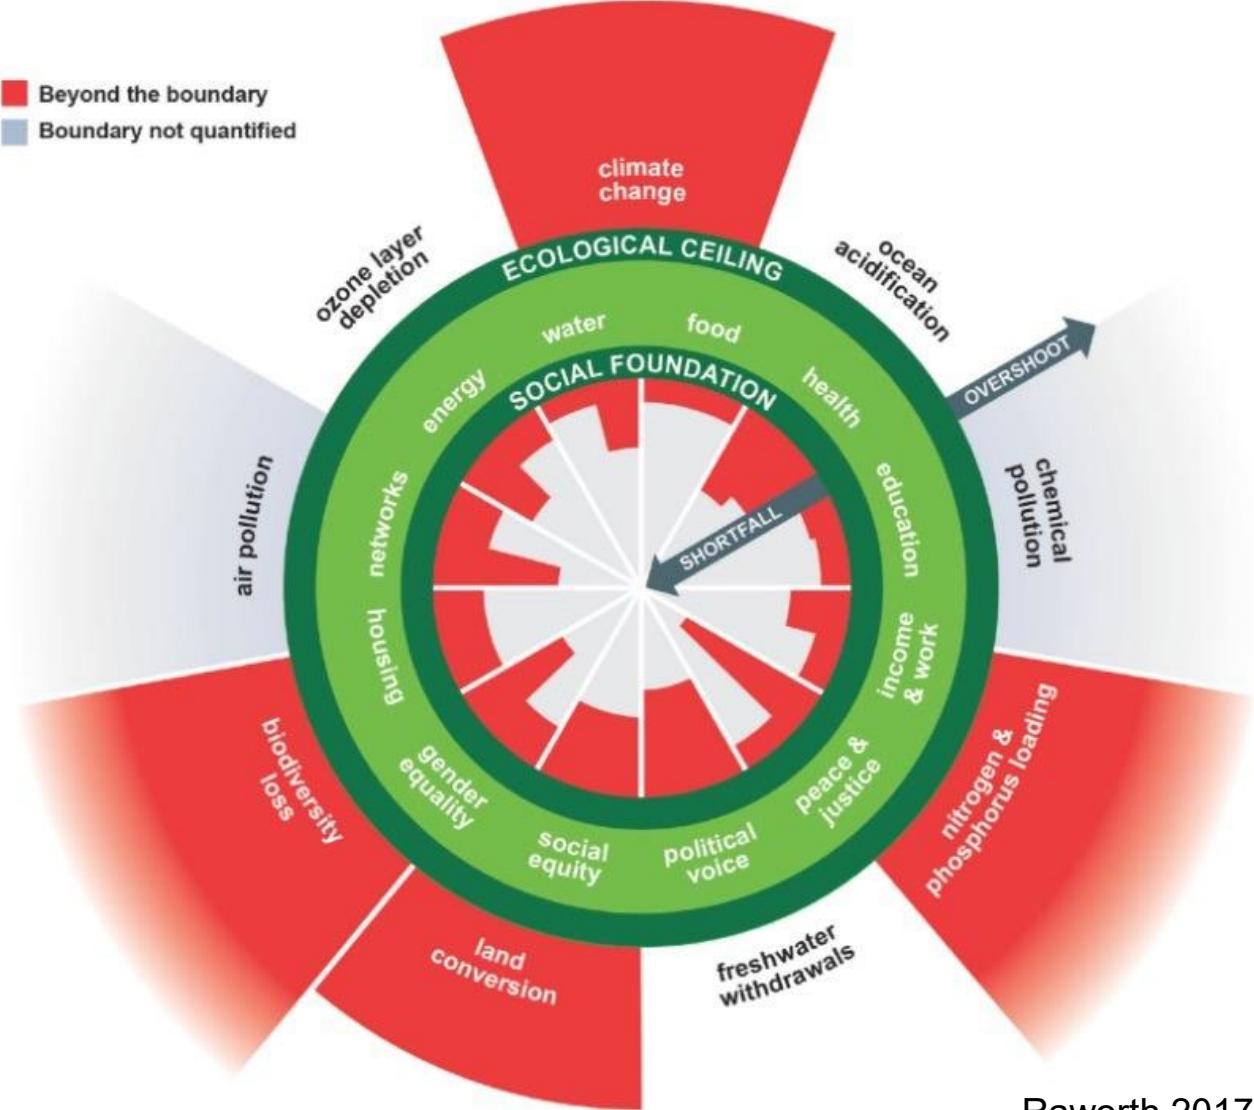 Beyond the boundary
Boundary not quantified
climate
change
ozone layer
depletion
ocean
acidification
ECOLOGICAL CEILING
OVERSHOOT
water
food
energy
health
SOCIAL FOUNDATION
networks
education
SHORTFALL
air pollution
chemical
pollution
housing
income
& work
biodiversity
loss
nitrogen &
phosphorus loading
gender
equality
peace &
justice
social
equity
political
voice
land
conversion
freshwater
withdrawals
Raworth 2017